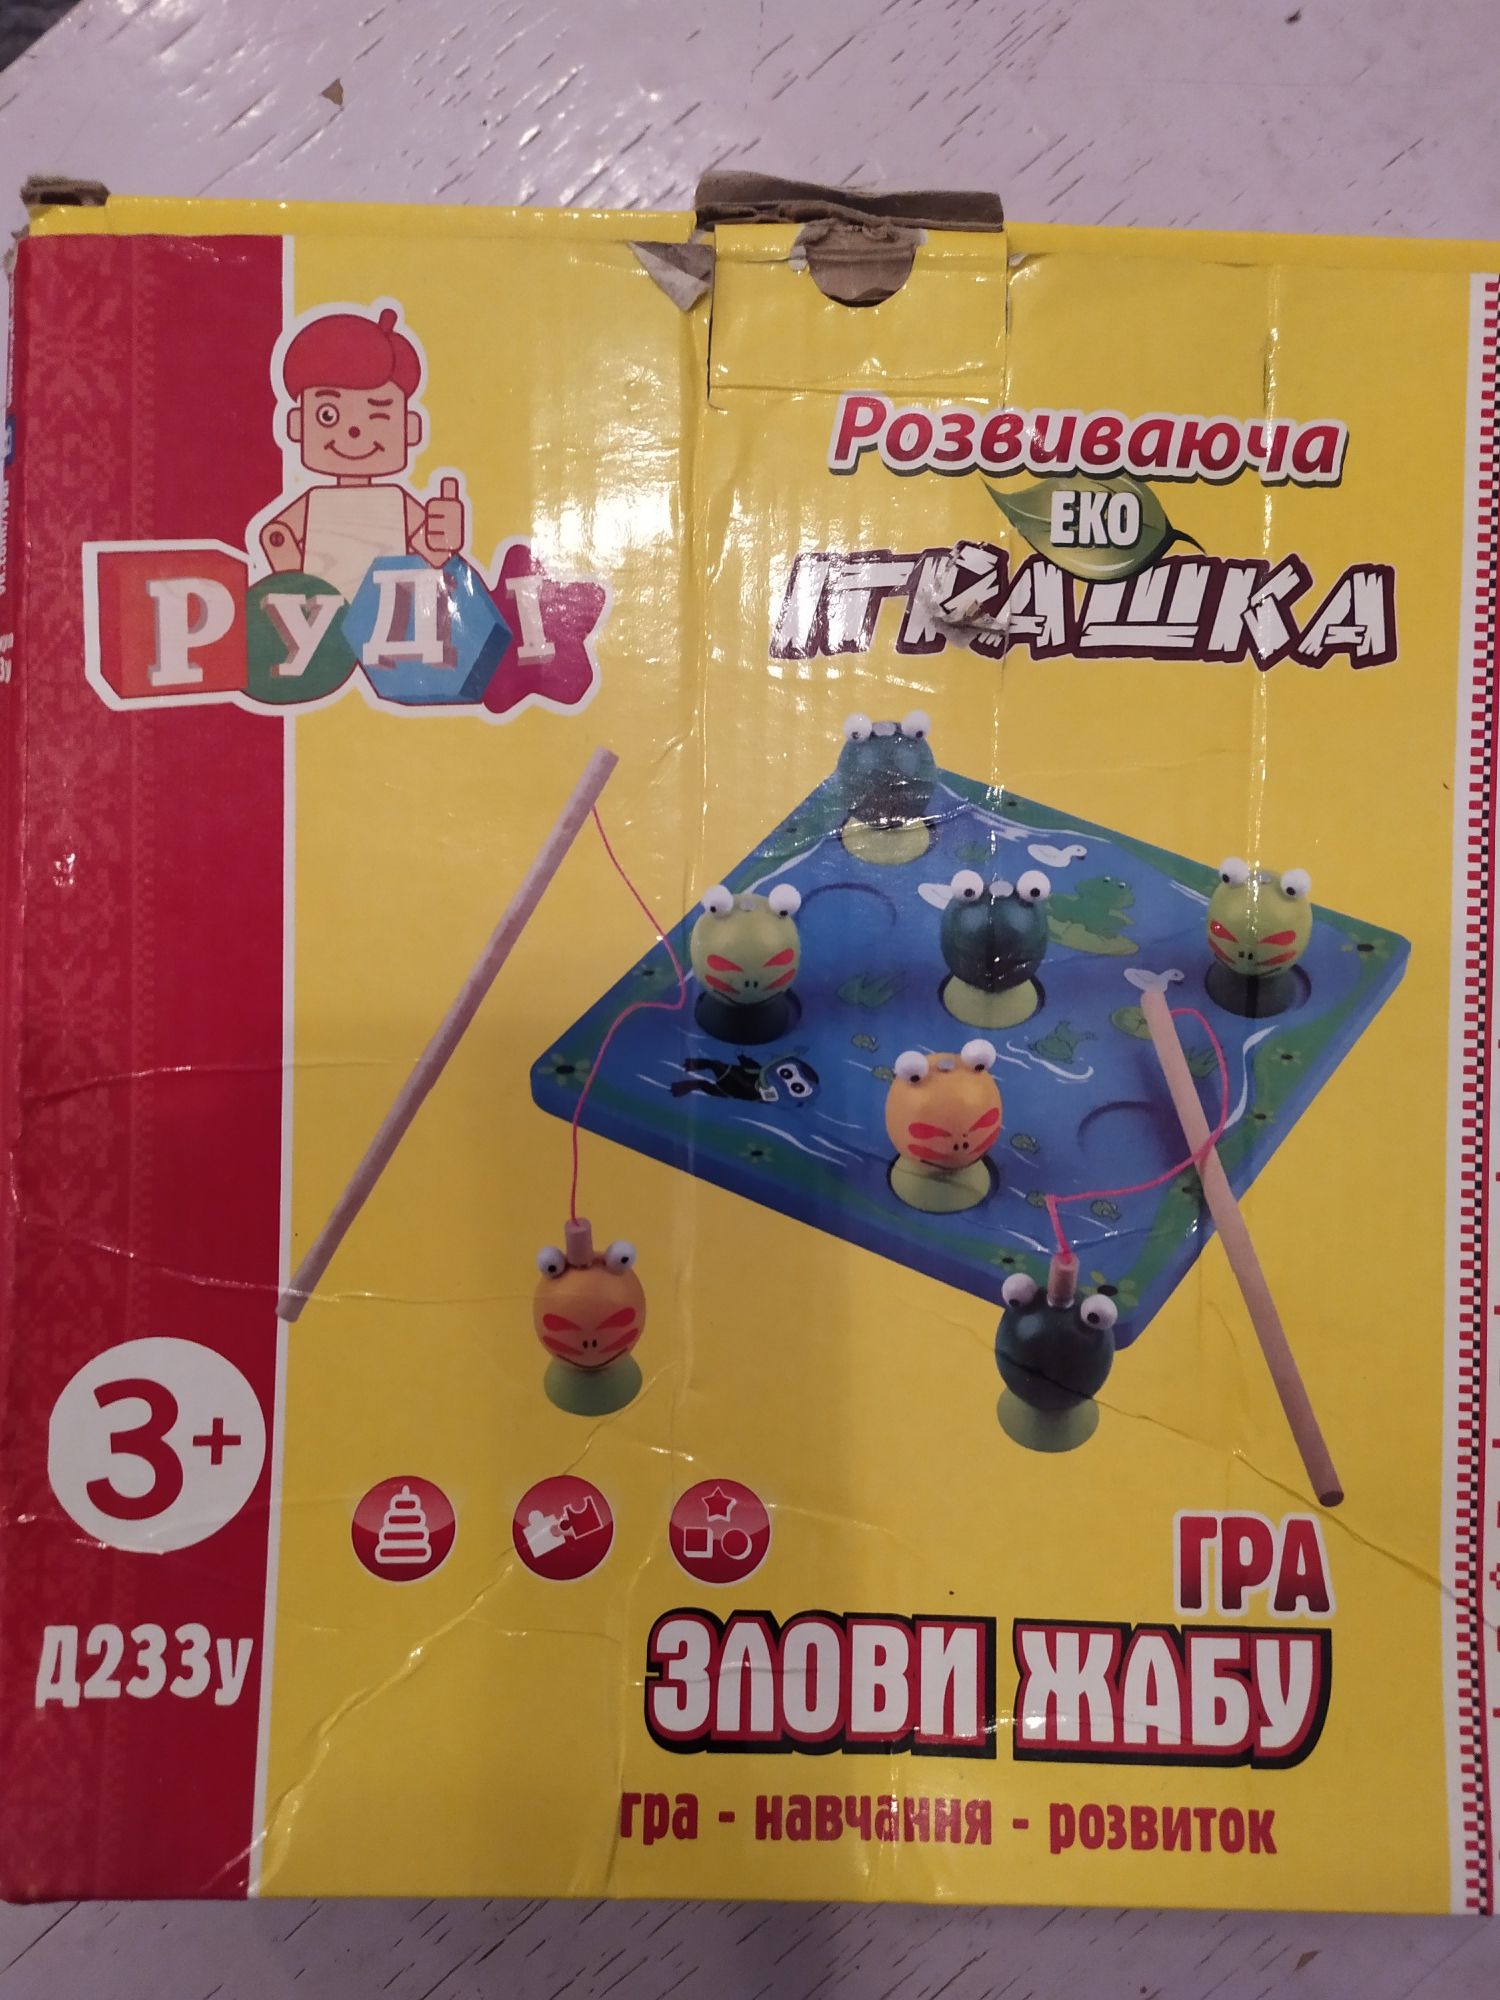 Розвиваюча
ЕКО
ІГРАШКА
РУДІ
3+
Д233у
ГРА
ЗЛОВИ ЖАБУ
гра - навчання - розвиток